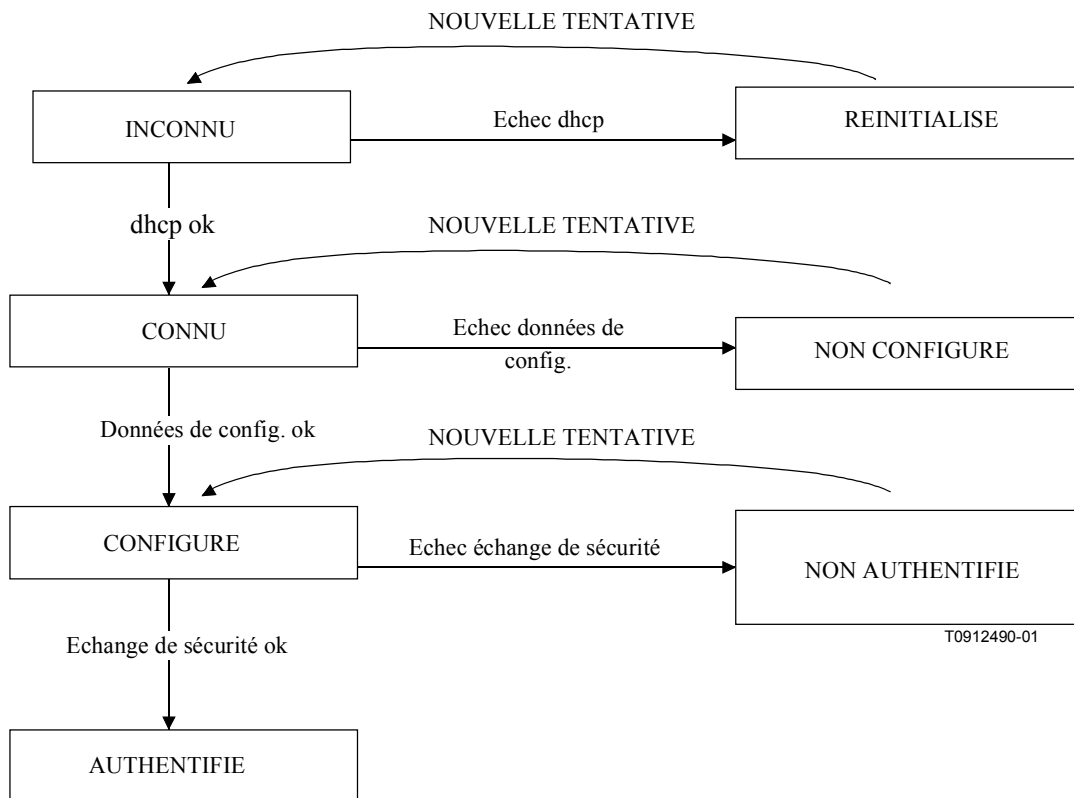 NOUVELLE TENTATIVE
INCONNU
Echec dhcp
REINITIALISE
dhcp ok
NOUVELLE TENTATIVE
CONNU
Echec données de
config.
NON CONFIGURE
Données de config. ok
NOUVELLE TENTATIVE
CONFIGURE
Echec échange de sécurité
NON AUTHENTIFIE
T0912490-01
Echange de sécurité ok
AUTHENTIFIE